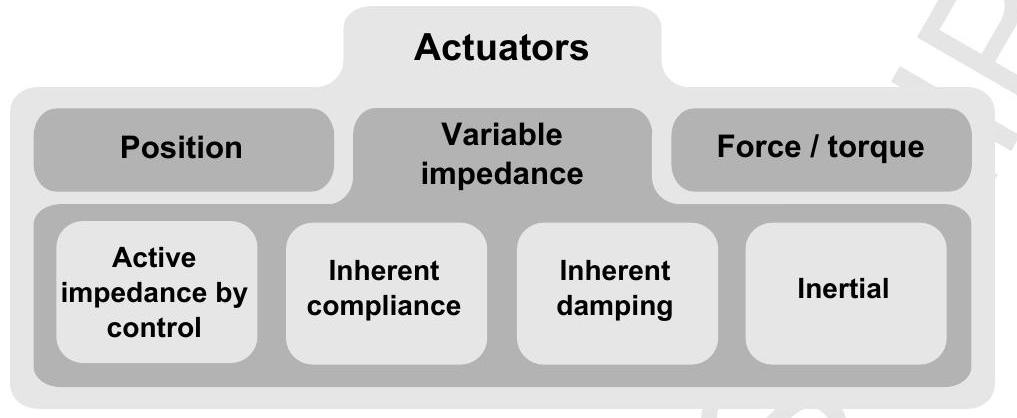 Actuators
Position
Variable
impedance
Force / torque
Active
impedance by
control
Inherent
compliance
Inherent
damping
Inertial